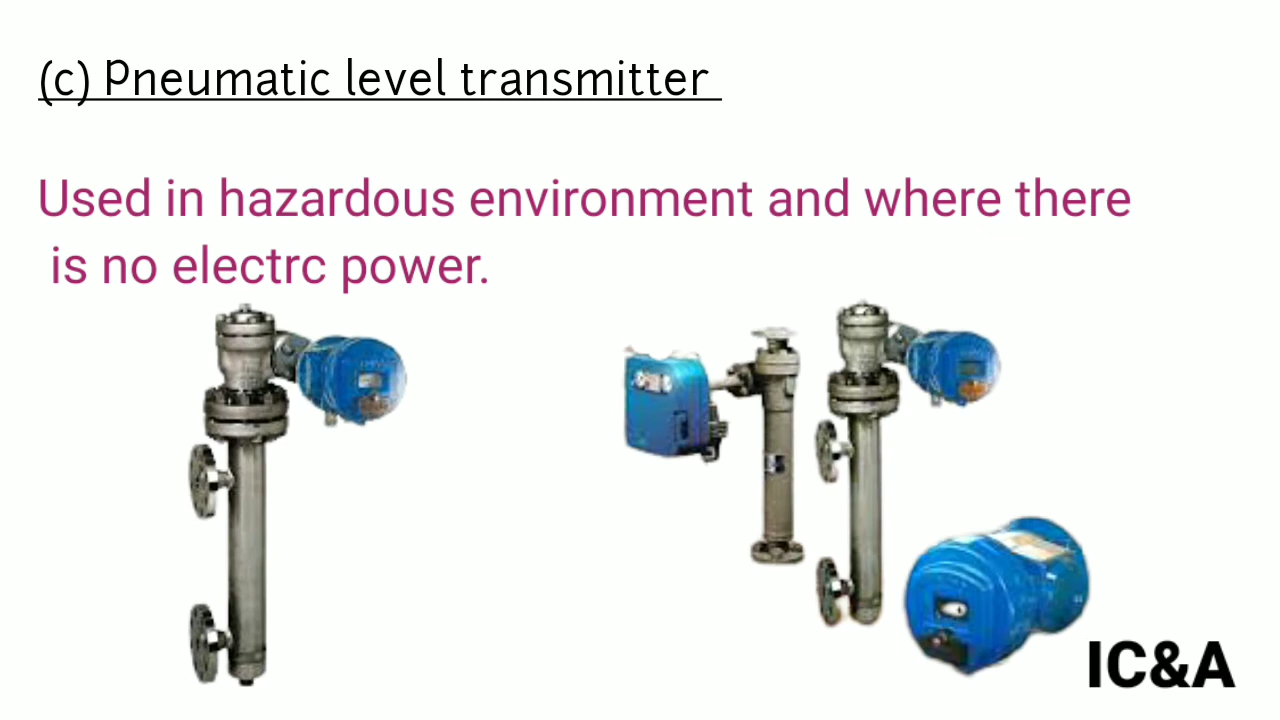 (c) Pneumatic level transmitter
Used in hazardous environment and where there
is no electrc power.
IC&A